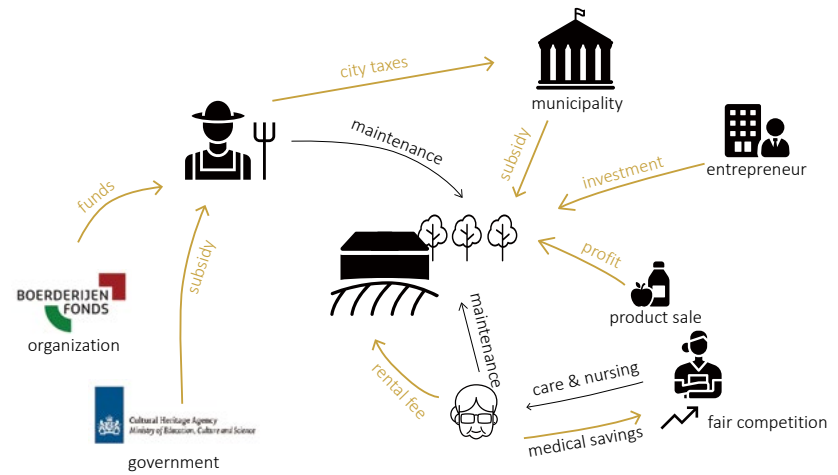 city taxes
municipality
maintenance
subsidy
investment
entrepreneur
funds
subsidy
profit
BOERDERIJEN
FONDS
organization
product sale
maintenance
rental fee
care & nursing
fair competition
medical savings
Cultural Heritage Agency
Ministry of Education, Culture and Science
government